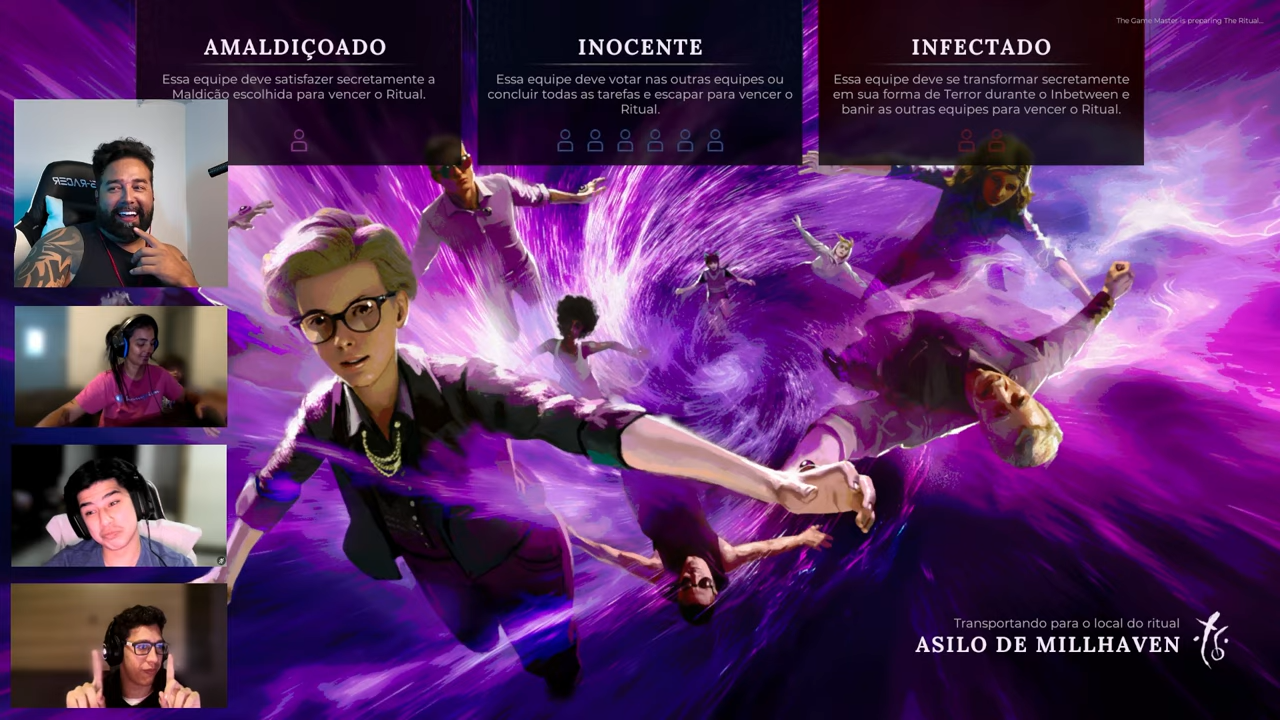 The Game Master is preparing The Ritual...
AMALDIÇOADO
Essa equipe deve satisfazer secretamente a
Maldição escolhida para vencer o Ritual.
INOCENTE
Essa equipe deve votar nas outras equipes ou
concluir todas as tarefas e escapar para vencer o
Ritual.
INFECTADO
Essa equipe deve se transformar secretamente
em sua forma de Terror durante o Inbetween e
banir as outras equipes para vencer o Ritual.
Transportando para o local do ritual
ASILO DE MILLHAVEN